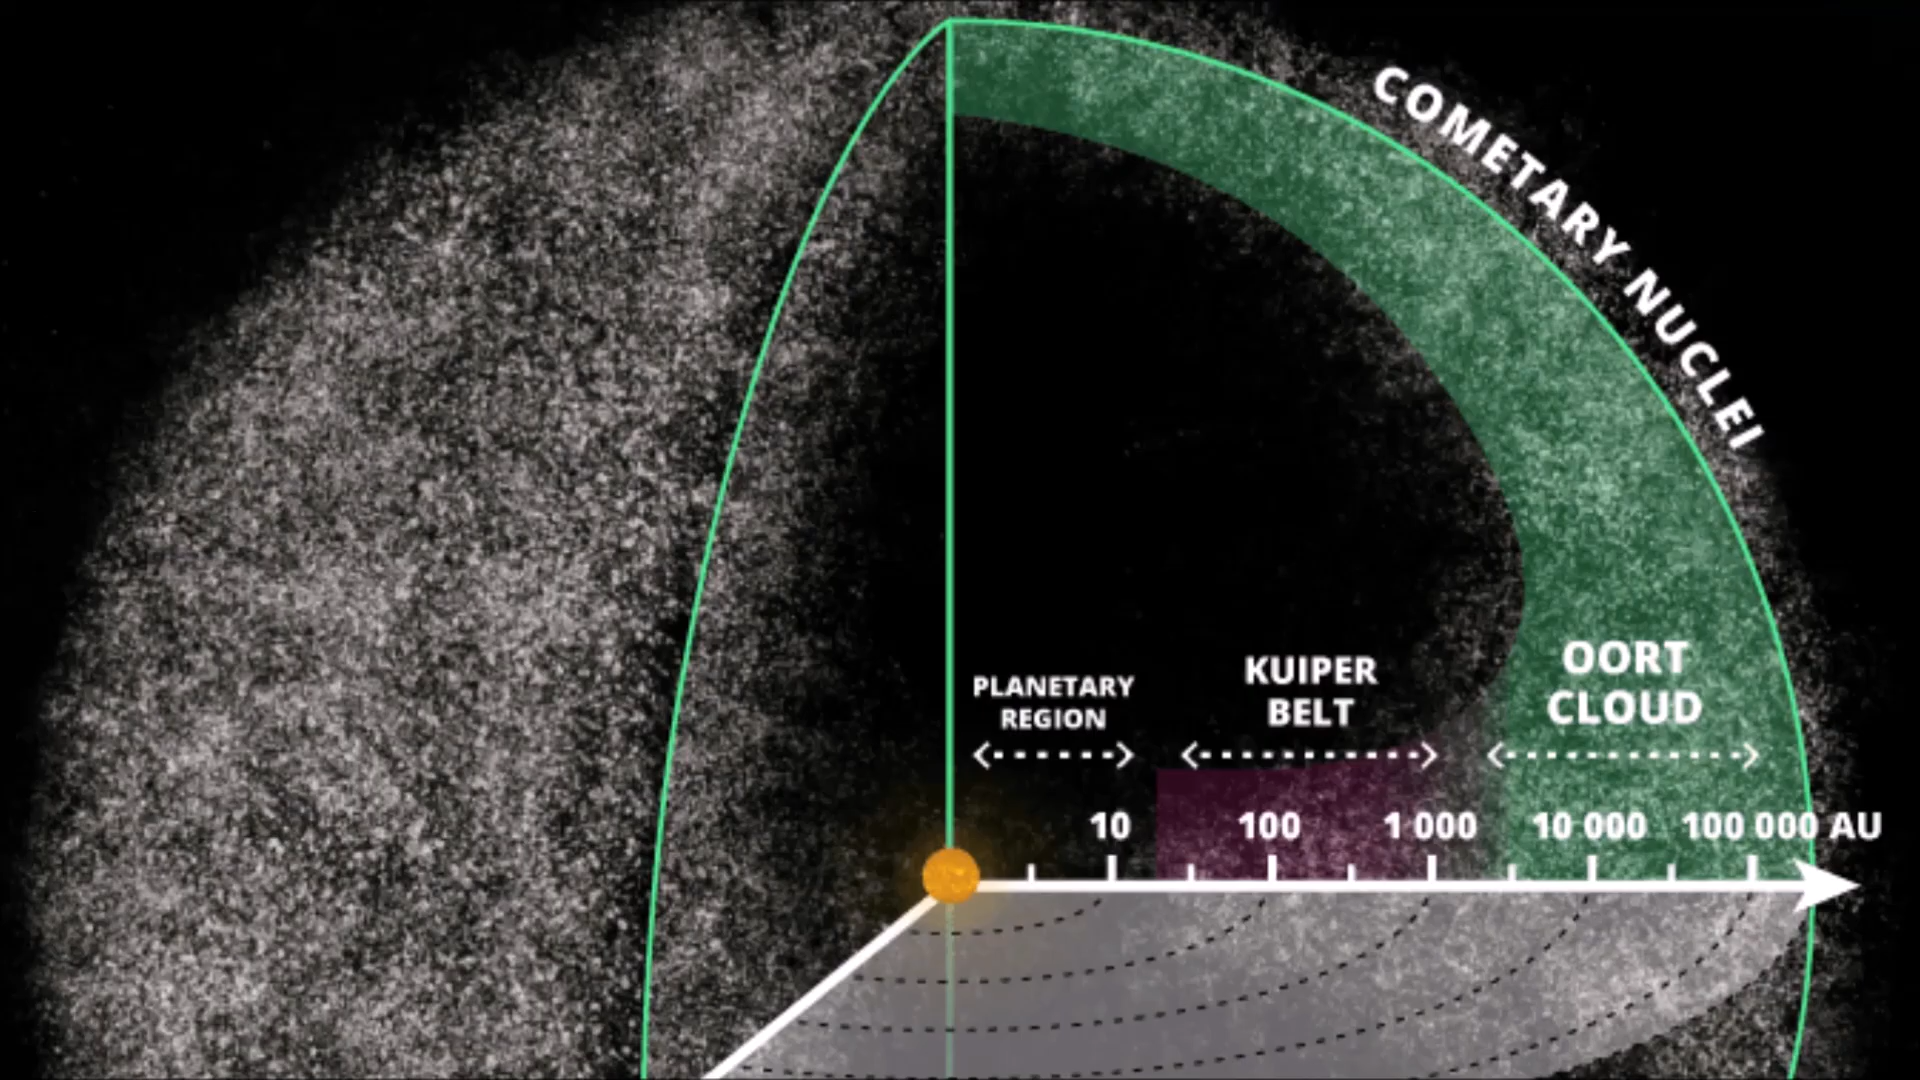 COMETARY NUCLEI
PLANETARY
REGION
KUIPER
BELT
OORT
CLOUD
10 100 1 000 10 000 100 000 AU